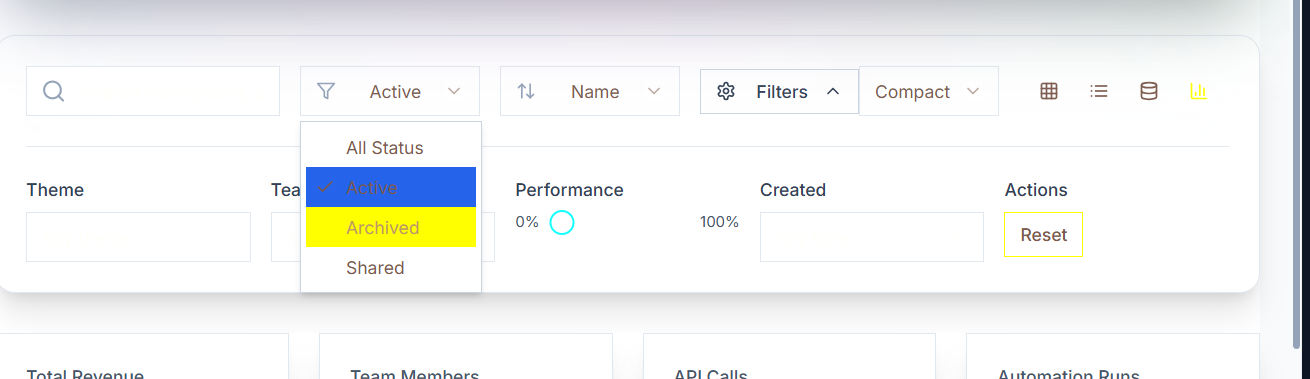 Active
Name
Filters
Compact
All Status
Active
Archived
Shared
Theme
Performance
Created
Actions
0%
100%
Reset
Total Revenue
Team Members
API Calls
Automation Runs